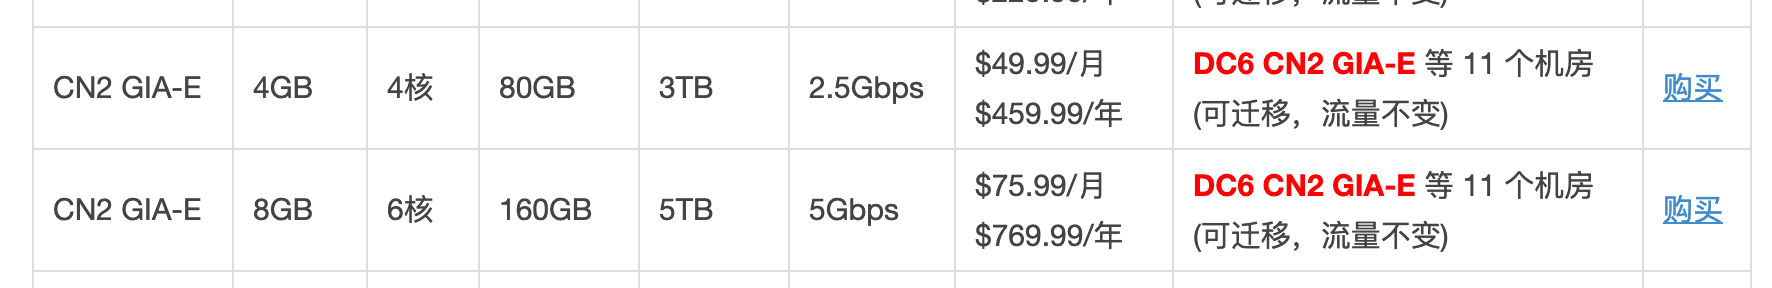 CN2 GIA-E 4GB 4核 80GB 3TB 2.5Gbps $49.99/月 DC6 CN2 GIA-E 等 11 个机房 购买
$459.99/年 (可迁移，流量不变)
CN2 GIA-E 8GB 6核 160GB 5TB 5Gbps $75.99/月 DC6 CN2 GIA-E 等 11 个机房 购买
$769.99/年 (可迁移，流量不变)